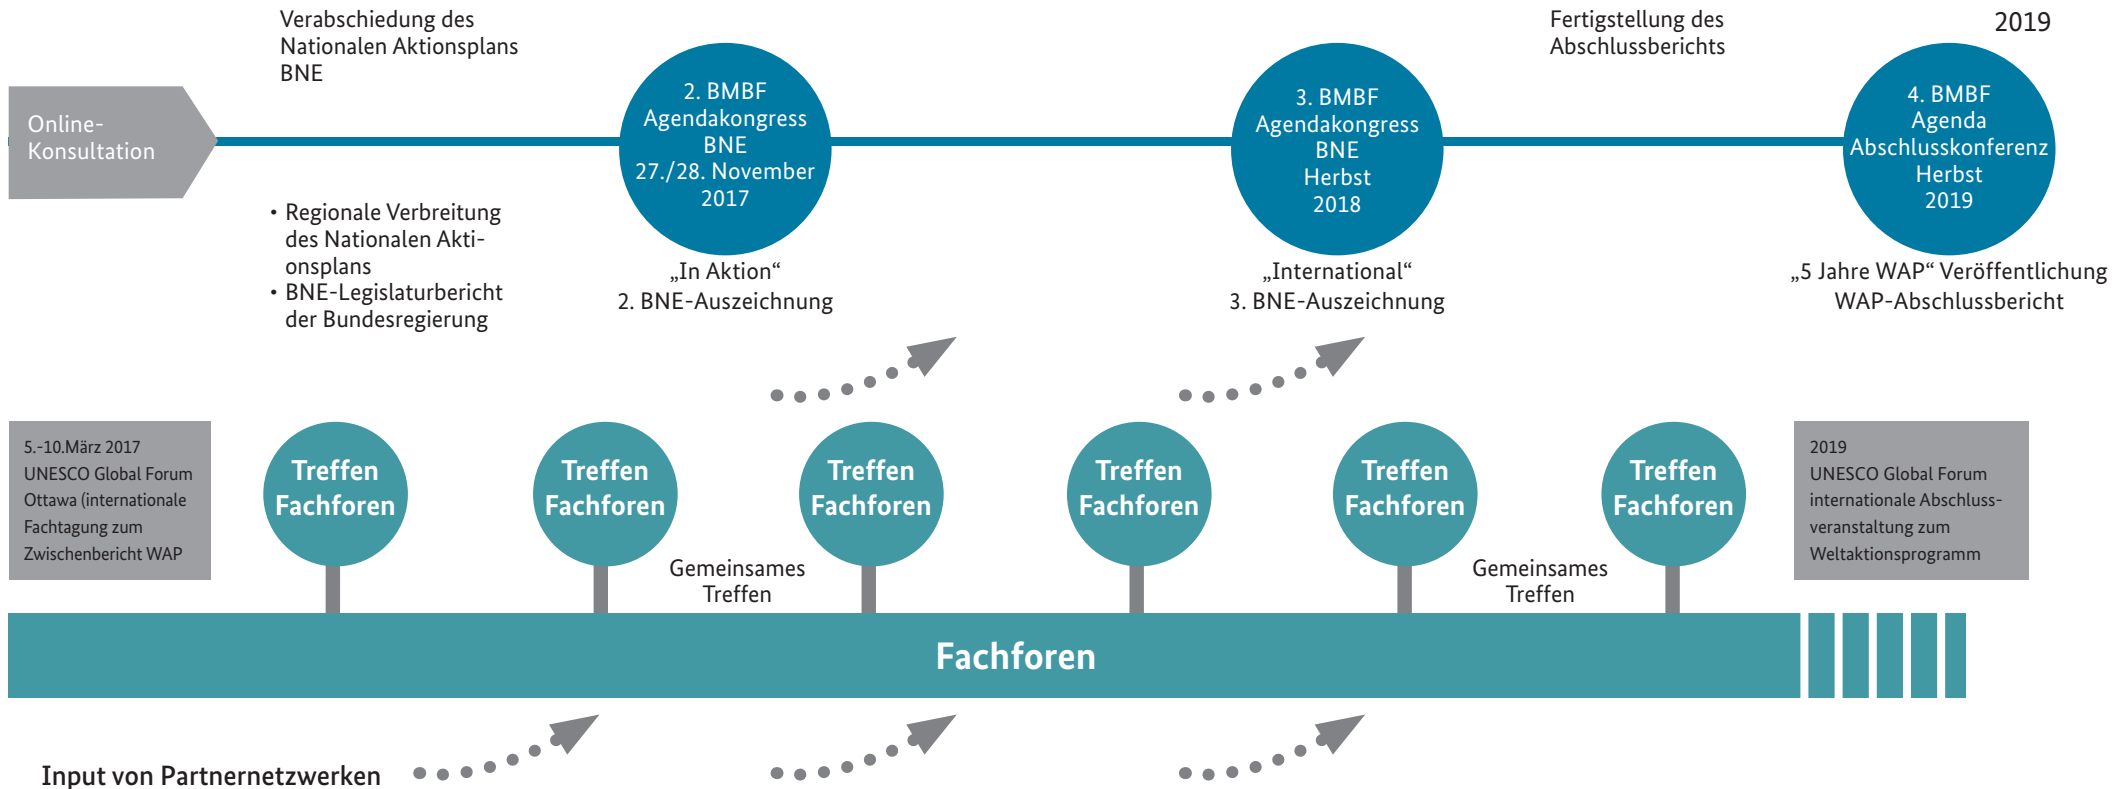 Verabschiedung des
Nationalen Aktionsplans
BNE
Fertigstellung des
Abschlussberichts
2019
Online-
Konsultation
2. BMBF
Agendakongress
BNE
27./28. November
2017
3. BMBF
Agendakongress
BNE
Herbst
2018
4. BMBF
Agenda
Abschlusskonferenz
Herbst
2019
• Regionale Verbreitung
des Nationalen Akti-
onsplans
• BNE-Legislaturbericht
der Bundesregierung
„In Aktion“
2. BNE-Auszeichnung
„International“
3. BNE-Auszeichnung
„5 Jahre WAP“ Veröffentlichung
WAP-Abschlussbericht
5.-10.März 2017
UNESCO Global Forum
Ottawa (internationale
Fachtagung zum
Zwischenbericht WAP
Treffen
Fachforen
Treffen
Fachforen
Treffen
Fachforen
Treffen
Fachforen
Treffen
Fachforen
Treffen
Fachforen
2019
UNESCO Global Forum
internationale Abschluss-
veranstaltung zum
Weltaktionsprogramm
Gemeinsames
Treffen
Gemeinsames
Treffen
Fachforen
Input von Partnernetzwerken